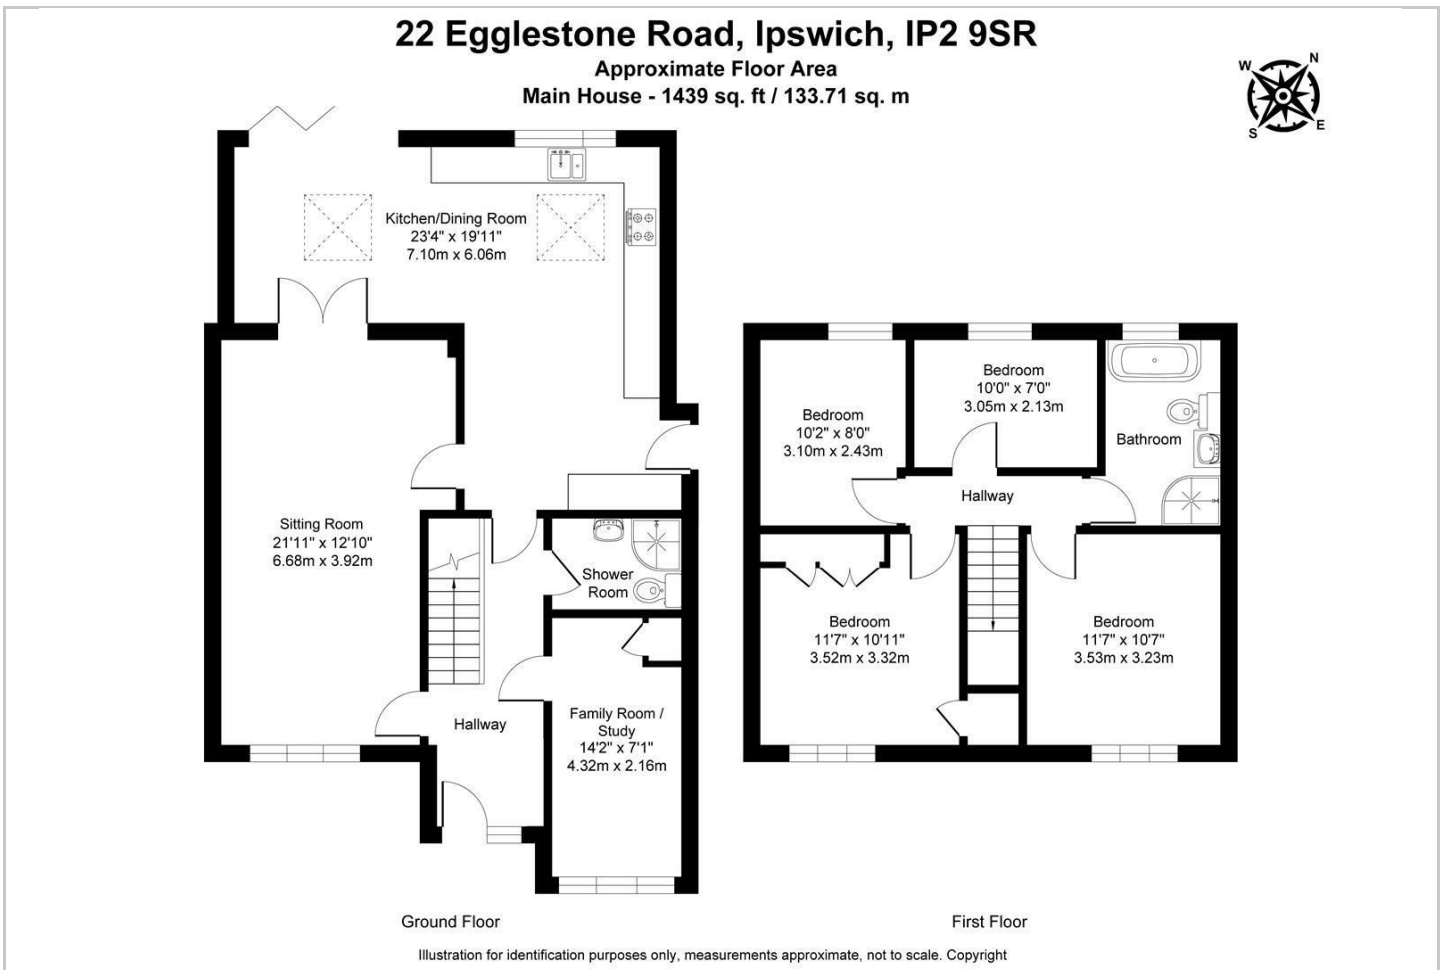 22 Egglestone Road, Ipswich, IP2 9SR
Approximate Floor Area
Main House - 1439 sq. ft / 133.71 sq. m
N
W
E
S
Kitchen/Dining Room
23'4" x 19'11"
7.10m x 6.06m
Sitting Room
21'11" x 12'10"
6.68m x 3.92m
Shower
Room
Hallway
Family Room /
Study
14'2" x 7'1"
4.32m x 2.16m
Ground Floor
Bedroom
10'2" x 8'0"
3.10m x 2.43m
Bedroom
10'0" x 7'0"
3.05m x 2.13m
Bathroom
Hallway
Bedroom
11'7" x 10'11"
3.52m x 3.32m
Bedroom
11'7" x 10'7"
3.53m x 3.23m
First Floor
Illustration for identification purposes only, measurements approximate, not to scale. Copyright